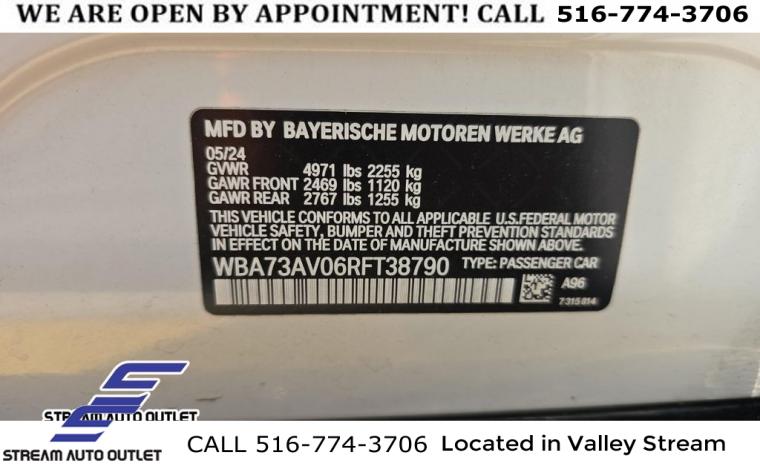 WE ARE OPEN BY APPOINTMENT! CALL 516-774-3706
MFD BY BAYERISCHE MOTOREN WERKE AG
05/24
GVWR 4971 lbs 2255 kg
GAWR FRONT 2469 lbs 1120 kg
GAWR REAR 2767 lbs 1255 kg
THIS VEHICLE CONFORMS TO ALL APPLICABLE U.S.FEDERAL MOTOR
VEHICLE SAFETY, BUMPER AND THEFT PREVENTION STANDARDS
IN EFFECT ON THE DATE OF MANUFACTURE SHOWN ABOVE.
WBA73AV06RFT38790 TYPE: PASSENGER CAR
A96
7315814
STREAM AUTO OUTLET
STREAM AUTO OUTLET
CALL 516-774-3706 Located in Valley Stream